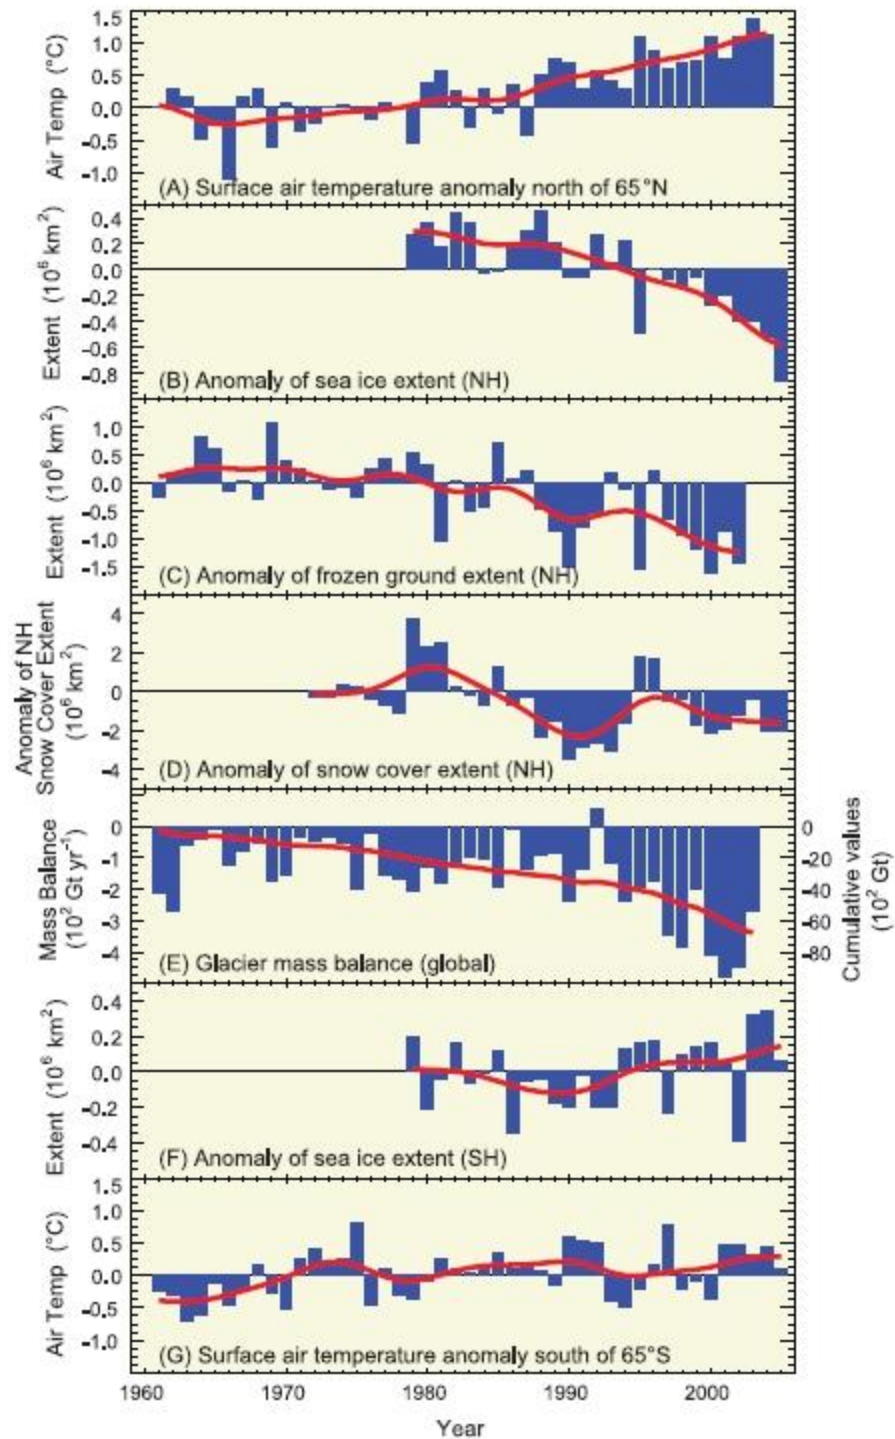 1.5
1.0
0.5
0.0
-0.5
-1.0
Air Temp (°C)
(A) Surface air temperature anomaly north of 65°N
0.4
0.2
0.0
-0.2
-0.4
-0.6
-0.8
Extent (10⁶ km²)
(B) Anomaly of sea ice extent (NH)
1.0
0.5
0.0
-0.5
-1.0
-1.5
Extent (10⁶ km²)
(C) Anomaly of frozen ground extent (NH)
4
2
0
-2
-4
Anomaly of NH
Snow Cover Extent
(10⁶ km²)
(D) Anomaly of snow cover extent (NH)
0
-1
-2
-3
-4
Mass Balance
(10² Gt yr⁻¹)
(E) Glacier mass balance (global)
0
-20
-40
-60
-80
Cumulative values
(10² Gt)
0.4
0.2
0.0
-0.2
-0.4
Extent (10⁶ km²)
(F) Anomaly of sea ice extent (SH)
1.5
1.0
0.5
0.0
-0.5
-1.0
Air Temp (°C)
(G) Surface air temperature anomaly south of 65°S
1960 1970 1980 1990 2000
Year